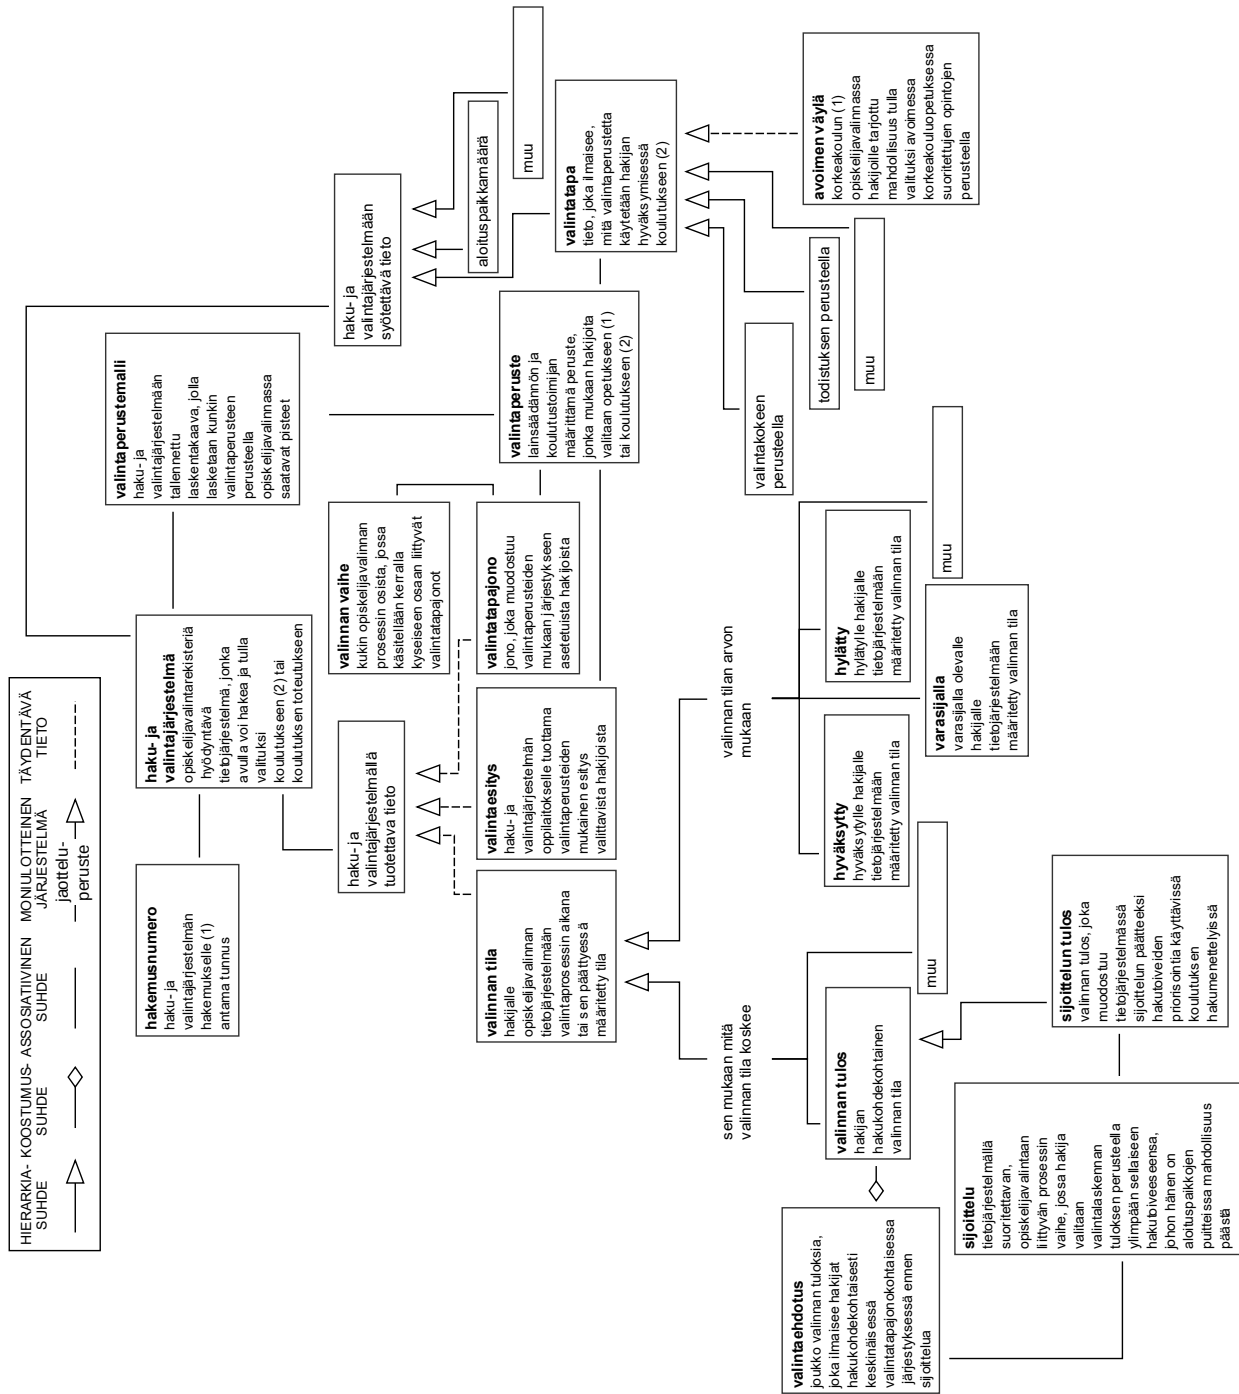 HIERARKIA-
SUHDE
KOOSTUMUS-
SUHDE
ASSOSIATIIVINEN
SUHDE
MONIULOTTEINEN
JÄRJESTELMÄ
jaottelu-
peruste
TÄYDENTÄVÄ
TIETO
hakemusnumero
haku- ja
valintajärjestelmän
hakemukselle (1)
antama tunnus
haku- ja
valintajärjestelmä
opiskelijavalintarekisteriä
hyödyntävä
tietojärjestelmä, jonka
avulla voi hakea ja tulla
valituksi
koulutukseen (2) tai
koulutuksen toteutukseen
valintaperustemalli
haku- ja
valintajärjestelmään
tallennettu
laskentakaava, jolla
lasketaan kunkin
valintaperusteen
perusteella
opiskelijavalinnassa
saatavat pisteet
haku- ja
valintajärjestelmällä
tuotettava tieto
valinnan vaihe
kukin opiskelijavalinnan
prosessin osista, jossa
käsitellään kerralla
kyseiseen osaan liittyvät
valintatapajonot
haku- ja
valintajärjestelmään
syötettävä tieto
aloituspaikkamäärä
muu
valinnan tila
hakijalle
opiskelijavalinnan
tietojärjestelmään
valintaprosessin aikana
tai sen päättyessä
määritetty tila
valintaesitys
haku- ja
valintajärjestelmän
oppilaitokselle tuottama
valintaperusteiden
mukainen esitys
valittavista hakijoista
valintatapajono
jono, joka muodostuu
valintaperusteiden
mukaan järjestykseen
asetetuista hakijoista
valintaperuste
lainsäädännön ja
koulutustoimijan
määrittämä peruste,
jonka mukaan hakijoita
valitaan opetukseen (1)
tai koulutukseen (2)
valintatapa
tieto, joka ilmaisee,
mitä valintaperustetta
käytetään hakijan
hyväksymisessä
koulutukseen (2)
sen mukaan mitä
valinnan tila koskee
valinnan tilan arvon
mukaan
valintakokeen
perusteella
todistuksen perusteella
muu
avoimen väylä
korkeakoulun (1)
opiskelijavalinnassa
hakijoille tarjottu
mahdollisuus tulla
valituksi avoimessa
korkeakouluopetuksessa
suoritettujen opintojen
perusteella
valintaehdotus
joukko valinnan tuloksia,
joka ilmaisee hakijat
hakukohdekohtaisesti
keskinäisessä
valintatapajonokohtaisessa
järjestyksessä ennen
sijoittelua
valinnan tulos
hakijan
hakukohdekohtainen
valinnan tila
muu
hyväksytty
hyväksytylle hakijalle
tietojärjestelmään
määritetty valinnan tila
hylätty
hylätylle hakijalle
tietojärjestelmään
määritetty valinnan tila
varasijalla
varasijalla olevalle
hakijalle
tietojärjestelmään
määritetty valinnan tila
muu
sijoittelu
tietojärjestelmällä
suoritettavan,
opiskelijavalintaan
liittyvän prosessin
vaihe, jossa hakija
valitaan
valintalaskennan
tuloksen perusteella
ylimpään sellaiseen
hakutoiveeseensa,
johon hänen on
aloituspaikkojen
puitteissa mahdollisuus
päästä
sijoittelun tulos
valinnan tulos, joka
muodostuu
tietojärjestelmässä
sijoittelun päätteeksi
hakutoiveiden
priorisointia käyttävissä
koulutuksen
hakumenettelyissä